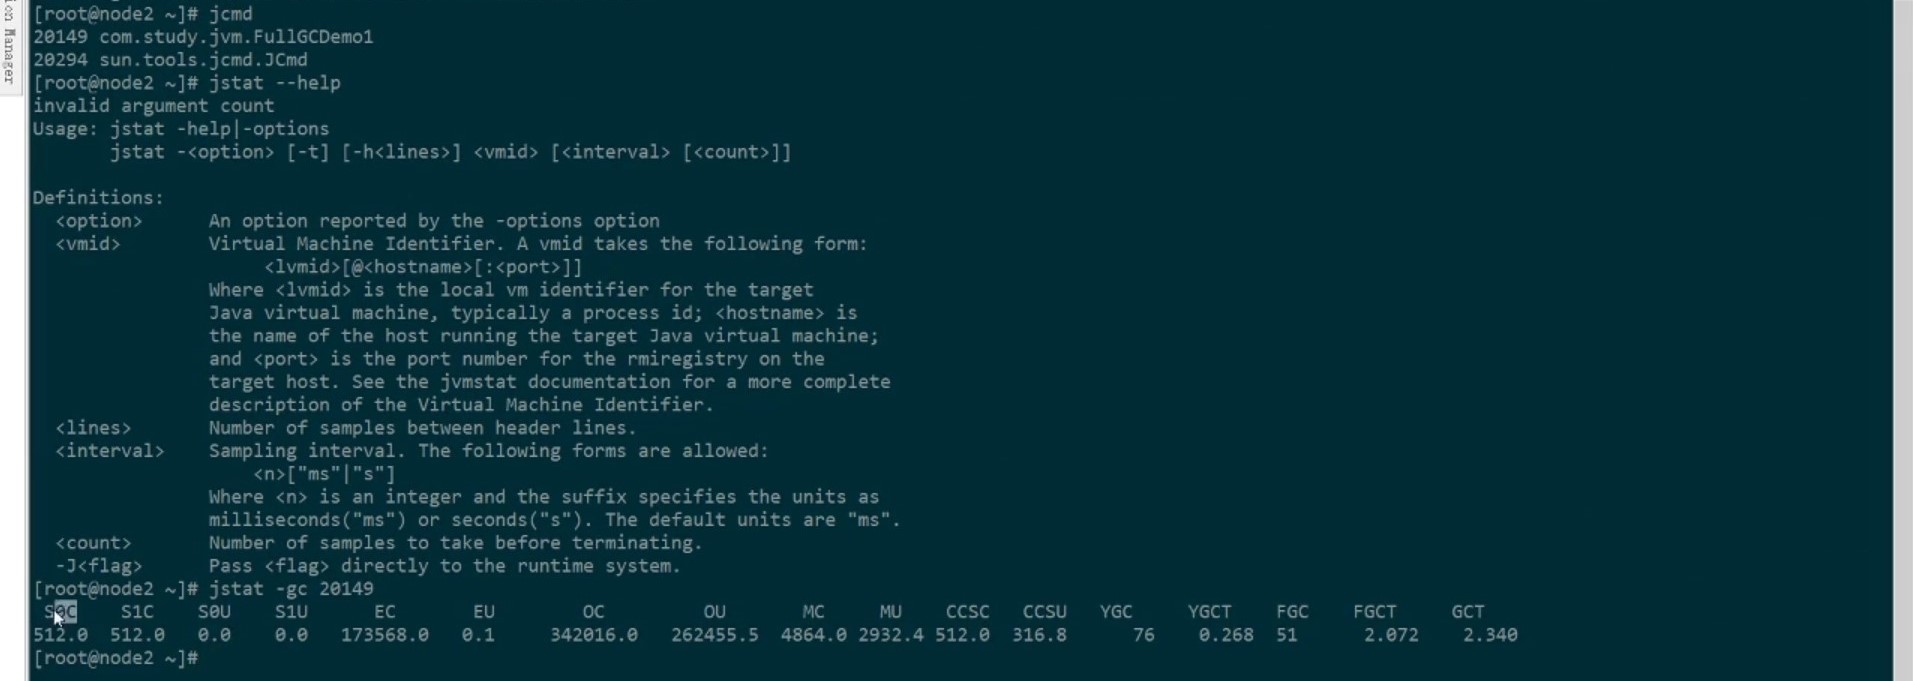 ion Manager
[root@node2 ~]# jcmd
20149 com.study.jvm.FullGCDemo1
20294 sun.tools.jcmd.JCmd
[root@node2 ~]# jstat --help
invalid argument count
Usage: jstat -help|-options
       jstat -<option> [-t] [-h<lines>] <vmid> [<interval> [<count>]]

Definitions:
  <option>      An option reported by the -options option
  <vmid>        Virtual Machine Identifier. A vmid takes the following form:
                     <lvmid>[@<hostname>[:<port>]]
                Where <lvmid> is the local vm identifier for the target
                Java virtual machine, typically a process id; <hostname> is
                the name of the host running the target Java virtual machine;
                and <port> is the port number for the rmiregistry on the
                target host. See the jvmstat documentation for a more complete
                description of the Virtual Machine Identifier.
  <lines>       Number of samples between header lines.
  <interval>    Sampling interval. The following forms are allowed:
                    <n>["ms"|"s"]
                Where <n> is an integer and the suffix specifies the units as
                milliseconds("ms") or seconds("s"). The default units are "ms".
  <count>       Number of samples to take before terminating.
  -J<flag>      Pass <flag> directly to the runtime system.
[root@node2 ~]# jstat -gc 20149
 S0C    S1C    S0U    S1U      EC       EU        OC         OU       MC     MU    CCSC   CCSU   YGC     YGCT    FGC    FGCT     GCT
512.0  512.0   0.0    0.0   173568.0   0.1     342016.0   262455.5  4864.0 2932.4 512.0  316.8      76    0.268  51      2.072    2.340
[root@node2 ~]#